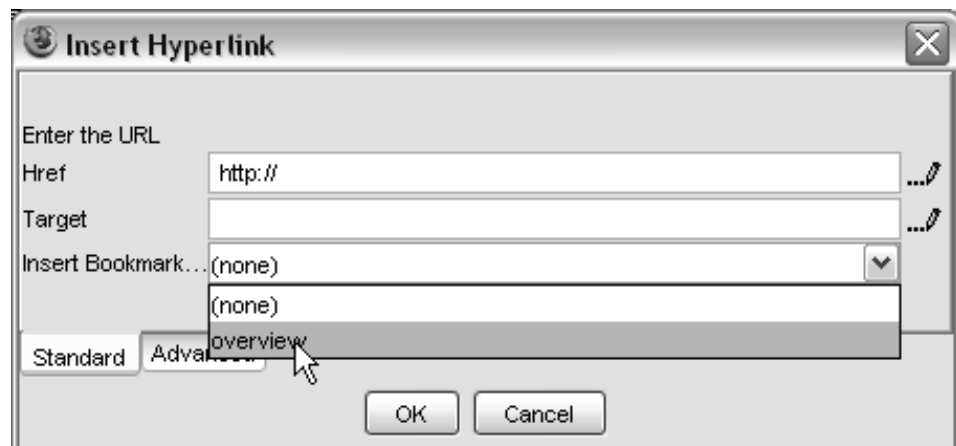 Insert Hyperlink
Enter the URL
Href http:// ...
Target ...
Insert Bookmark... (none)
(none)
overview
Standard
OK Cancel